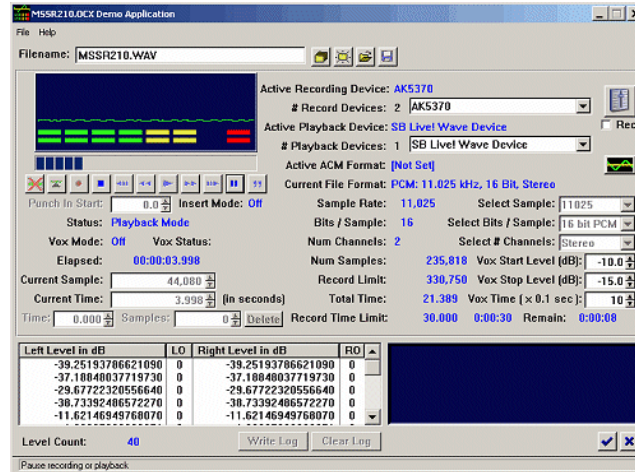 MSSR210.OCX Demo Application
File Help
Filename: MSSR210.WAV
Active Recording Device: AK5370
# Record Devices: 2 AK5370
Active Playback Device: SB Live! Wave Device
Rec
# Playback Devices: 1 SB Live! Wave Device
Active ACM Format: [Not Set]
Current File Format: PCM: 11.025 kHz, 16 Bit, Stereo
Punch In Start: 0.0 Insert Mode: Off
Sample Rate: 11,025 Select Sample: 11025
Status: Playback Mode
Bits / Sample: 16 Select Bits / Sample: 16 bit PCM
Vox Mode: Off Vox Status:
Num Channels: 2 Select # Channels: Stereo
Elapsed: 00:00:03.998
Num Samples: 235,818 Vox Start Level (dB): -10.0
Current Sample: 44,080
Record Limit: 330,750 Vox Stop Level (dB): -15.0
Current Time: 3.998 (in seconds)
Total Time: 21.389 Vox Time ( x 0.1 sec ): 10
Time: 0.000 Samples: 0 Delete
Record Time Limit: 30.000 0:00:30 Remain: 0:00:08
Left Level in dB LO Right Level in dB RO
-39.25193786621090 0 -39.25193786621090 0
-37.18848037719730 0 -37.18848037719730 0
-29.67722320556640 0 -29.67722320556640 0
-38.73392486572270 0 -38.73392486572270 0
-11.62146949768070 0 -11.62146949768070 0
Level Count: 40 Write Log Clear Log
Pause recording or playback